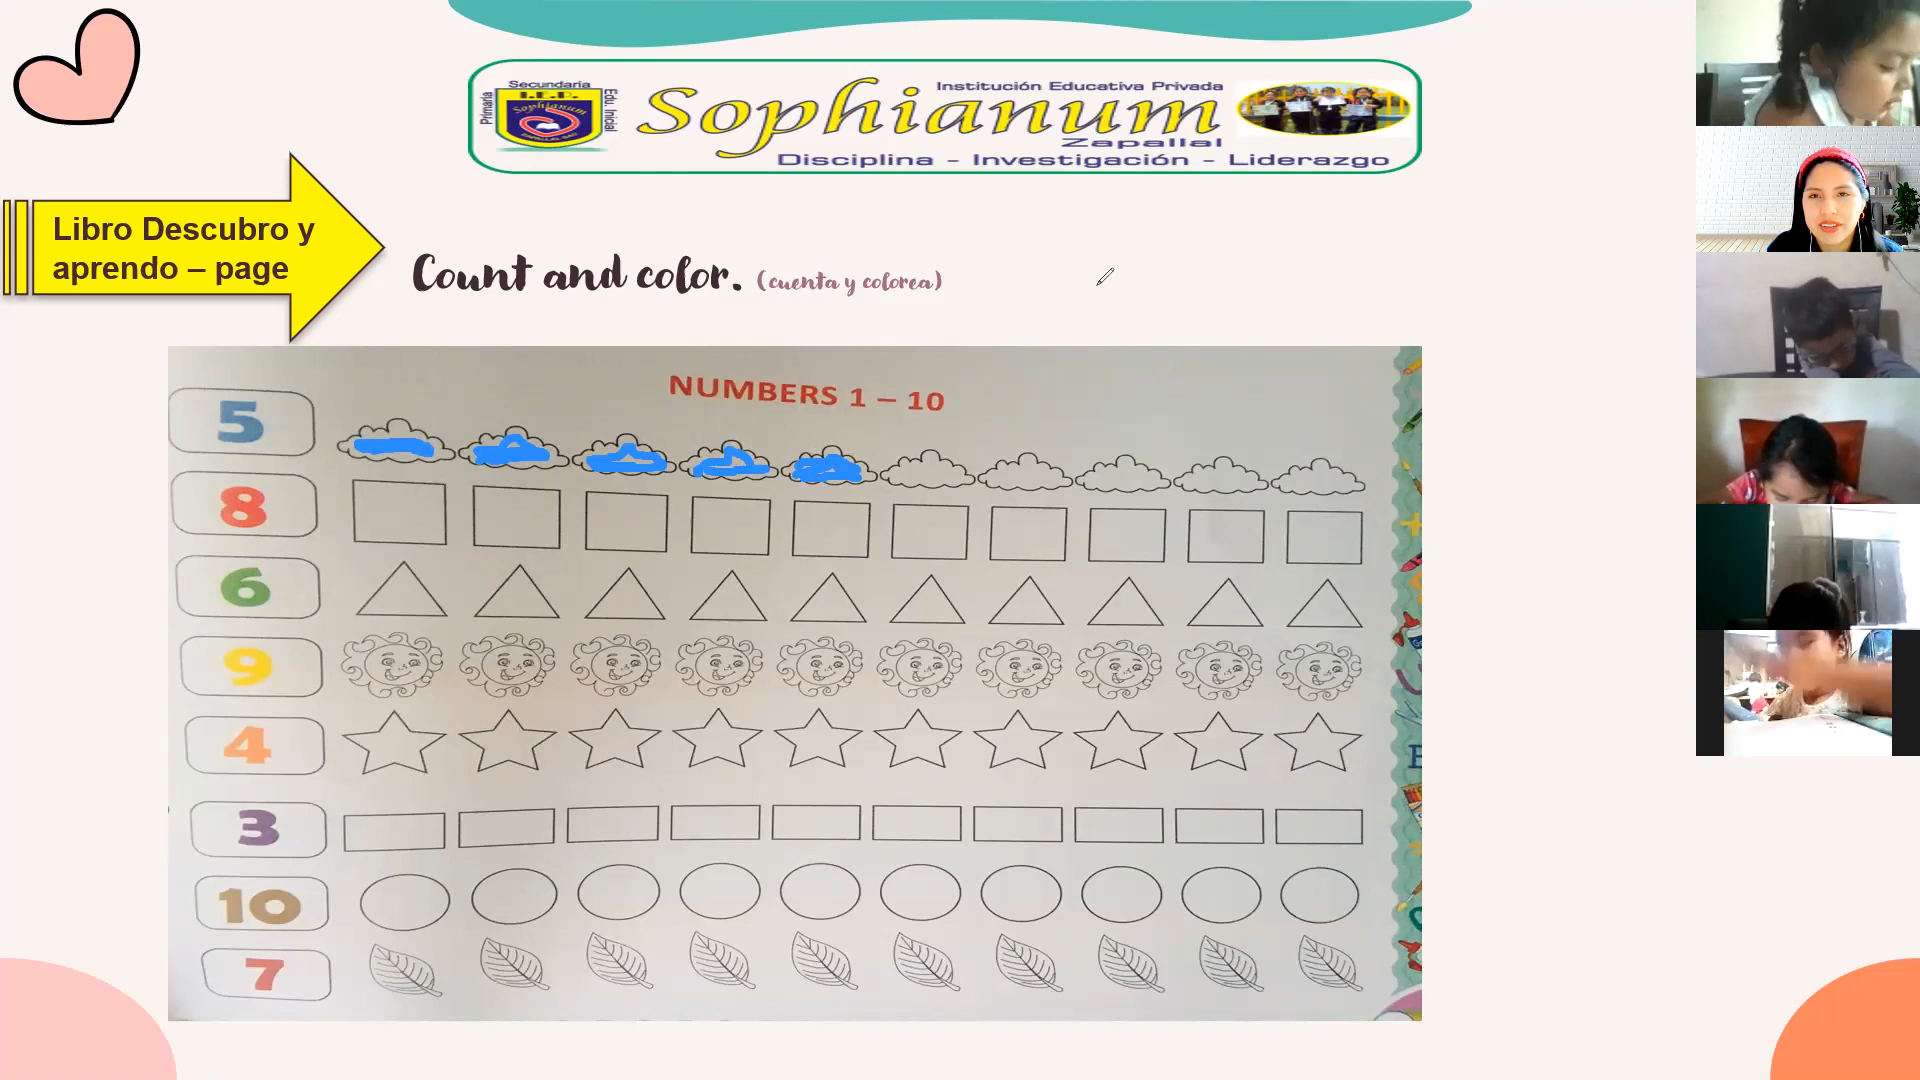 Secundaria
Primaria
Edu. Inicial
I.E.P.
Sophianum
Institución Educativa Privada
Sophianum
Zapallal
Disciplina - Investigación - Liderazgo
Libro Descubro y
aprendo – page
Count and color. (cuenta y colorea)
NUMBERS 1 – 10
5
8
6
9
4
3
10
7